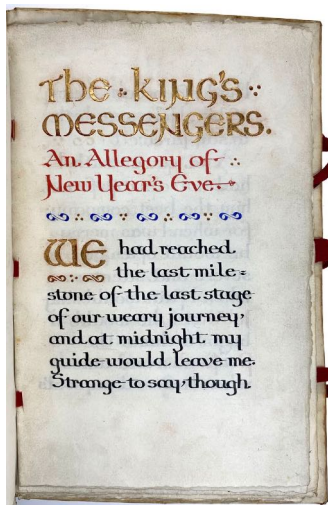 The king's
messengers.
An Allegory of
New Year's Eve.
WE had reached
the last mile=
stone of the last stage
of our weary journey,
and at midnight my
guide would leave me.
Strange to say, though.